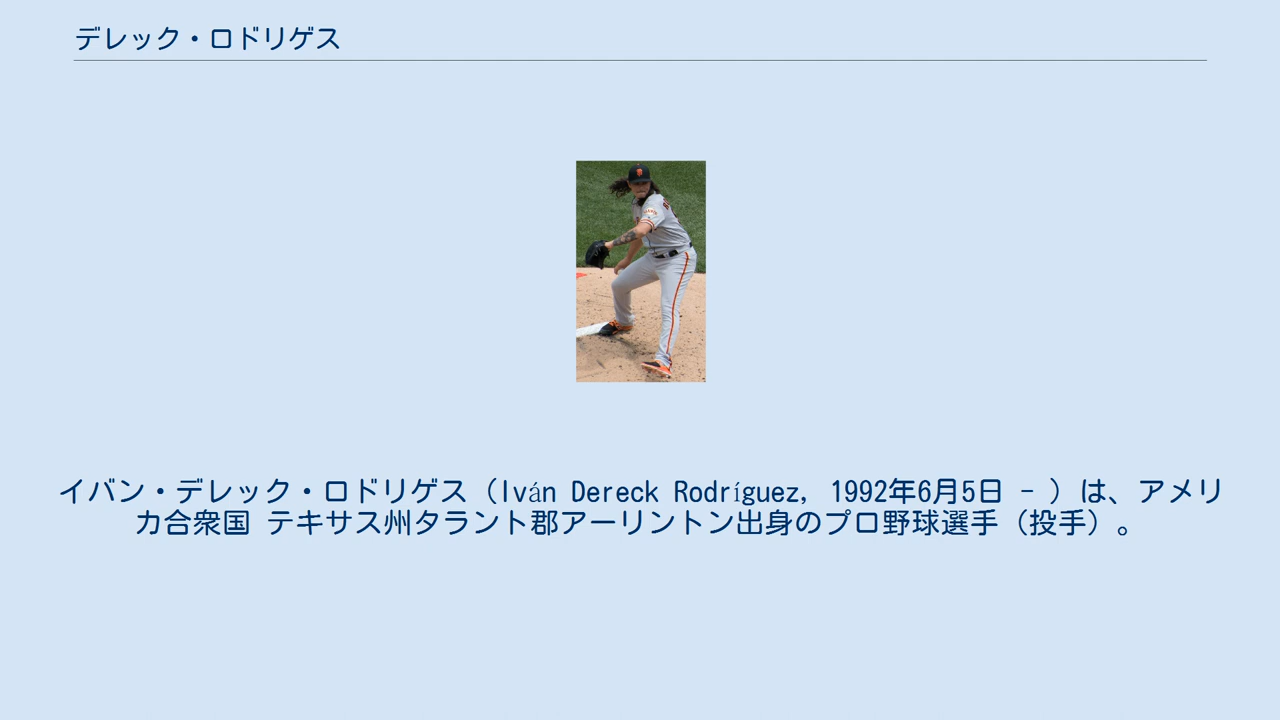 デレック・ロドリゲス
イバン・デレック・ロドリゲス（Iván Dereck Rodríguez, 1992年6月5日 - ）は、アメリ
カ合衆国 テキサス州タラント郡アーリントン出身のプロ野球選手（投手）。